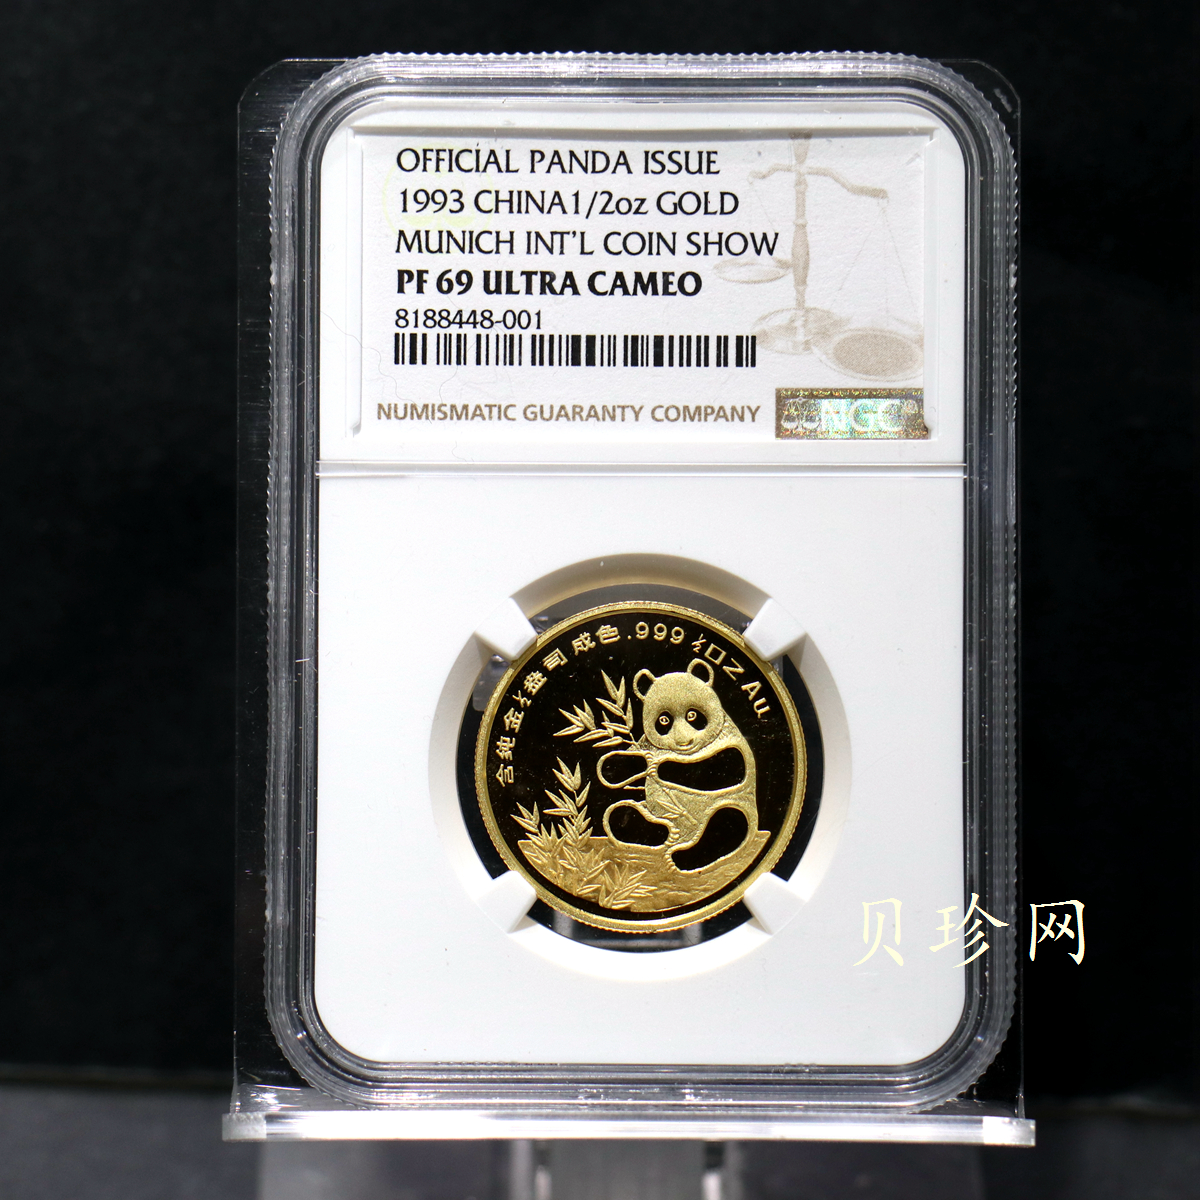 OFFICIAL PANDA ISSUE
1993 CHINA1/2oz GOLD
MUNICH INT'L COIN SHOW
PF 69 ULTRA CAMEO
8188448-001
NUMISMATIC GUARANTY COMPANY
NGC
含纯金½盎司 成色.999 ½OZ Au
贝珍网